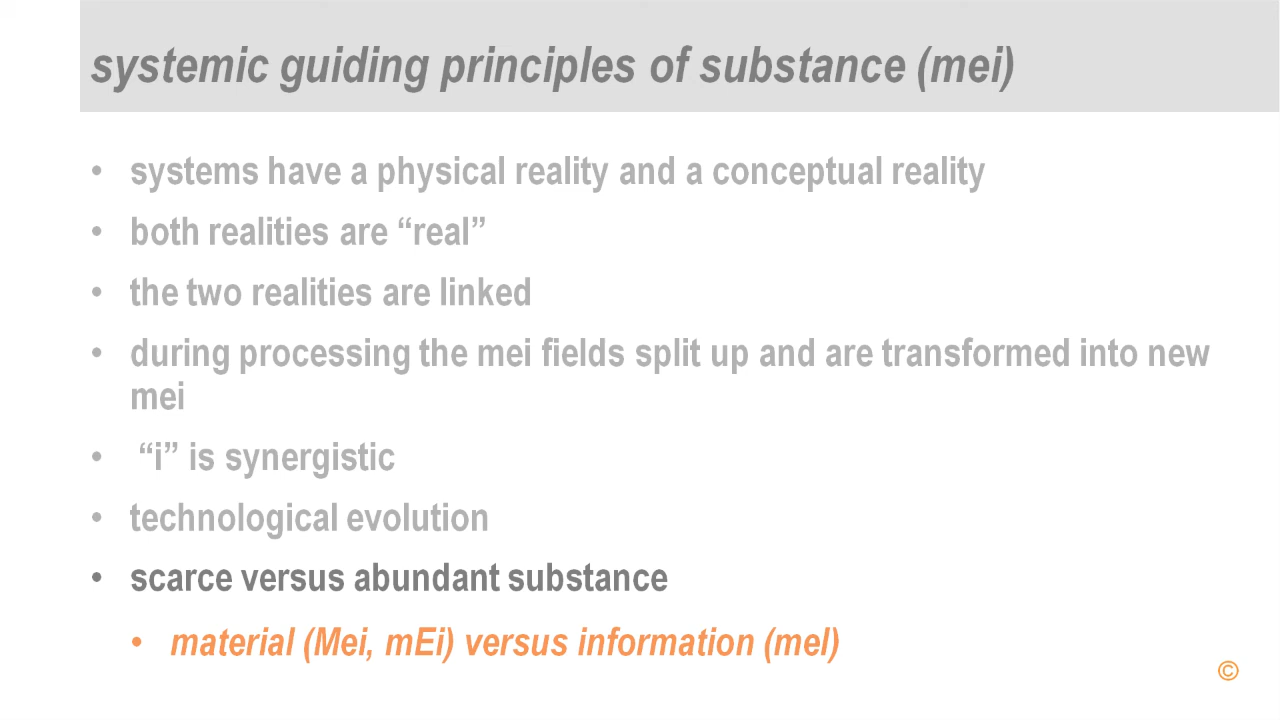 systemic guiding principles of substance (mei)
• systems have a physical reality and a conceptual reality
• both realities are “real”
• the two realities are linked
• during processing the mei fields split up and are transformed into new
mei
• “i” is synergistic
• technological evolution
• scarce versus abundant substance
• material (Mei, mEi) versus information (meI)
©